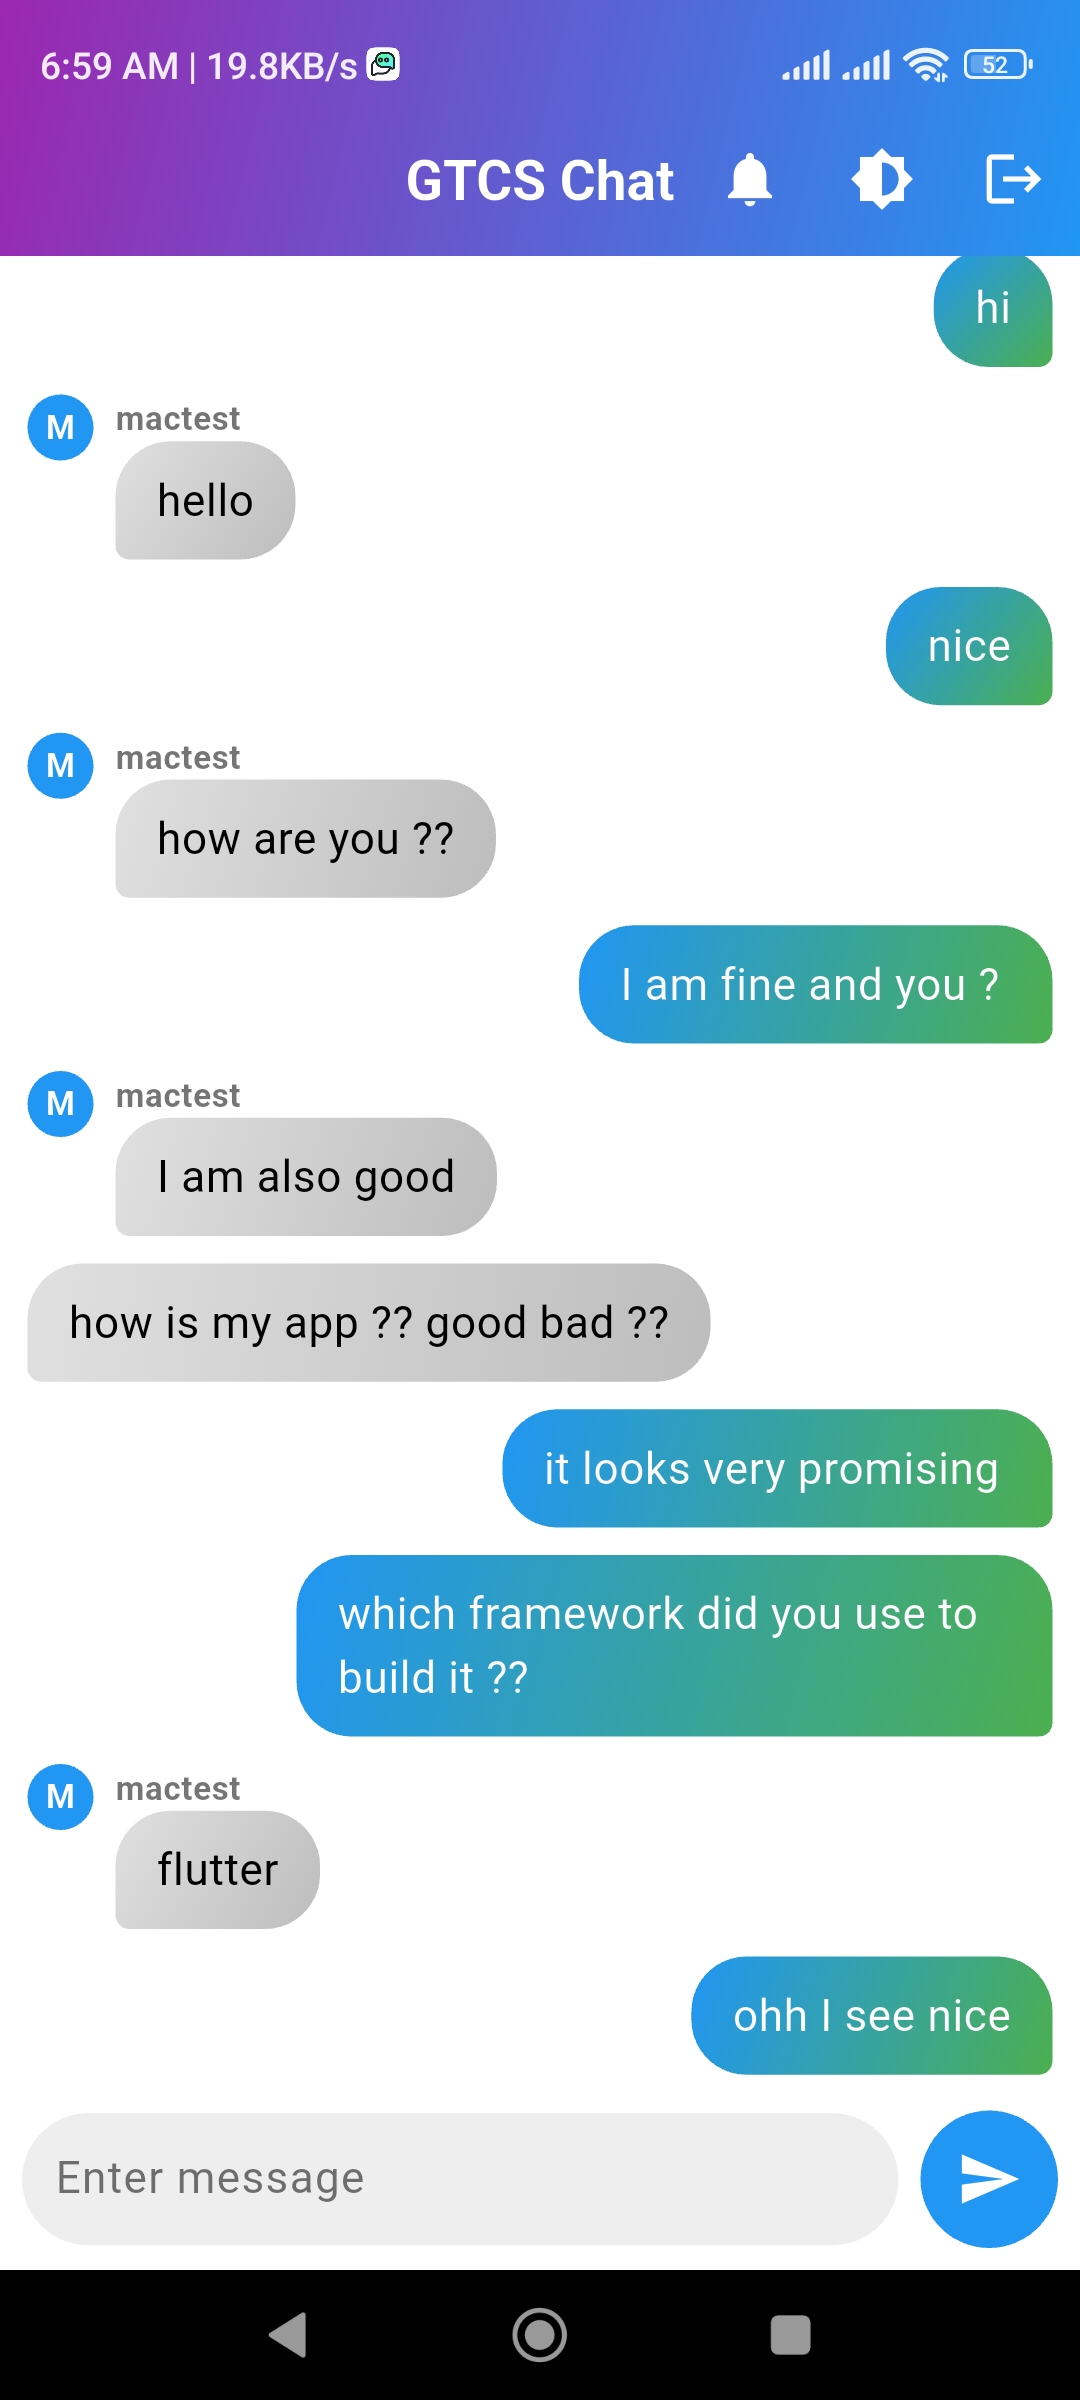 6:59 AM | 19.8KB/s
52
GTCS Chat
hi
M
mactest
hello
nice
M
mactest
how are you ??
I am fine and you ?
M
mactest
I am also good
how is my app ?? good bad ??
it looks very promising
which framework did you use to
build it ??
M
mactest
flutter
ohh I see nice
Enter message